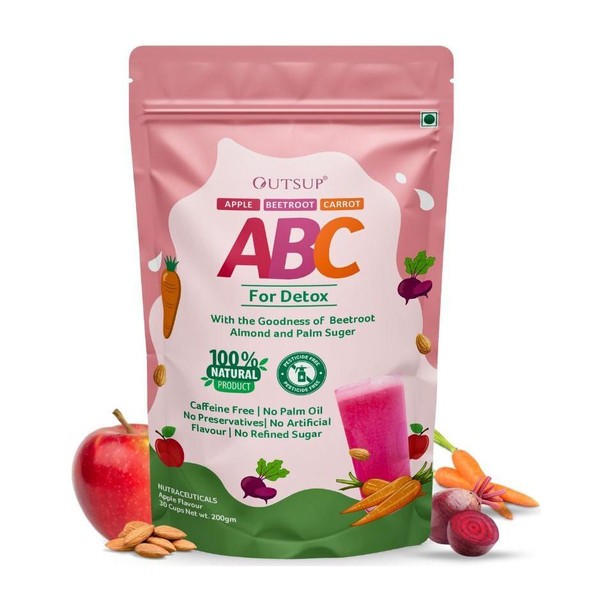 OUTSUP®
APPLE BEETROOT CARROT
ABC
For Detox
With the Goodness of Beetroot
Almond and Palm Suger
100%
NATURAL
PRODUCT
PESTICIDE FREE
PESTICIDE FREE
Caffeine Free | No Palm Oil
No Preservatives| No Artificial
Flavour | No Refined Sugar
NUTRACEUTICALS
Apple Flavour
30 Cups Net wt. 200gm